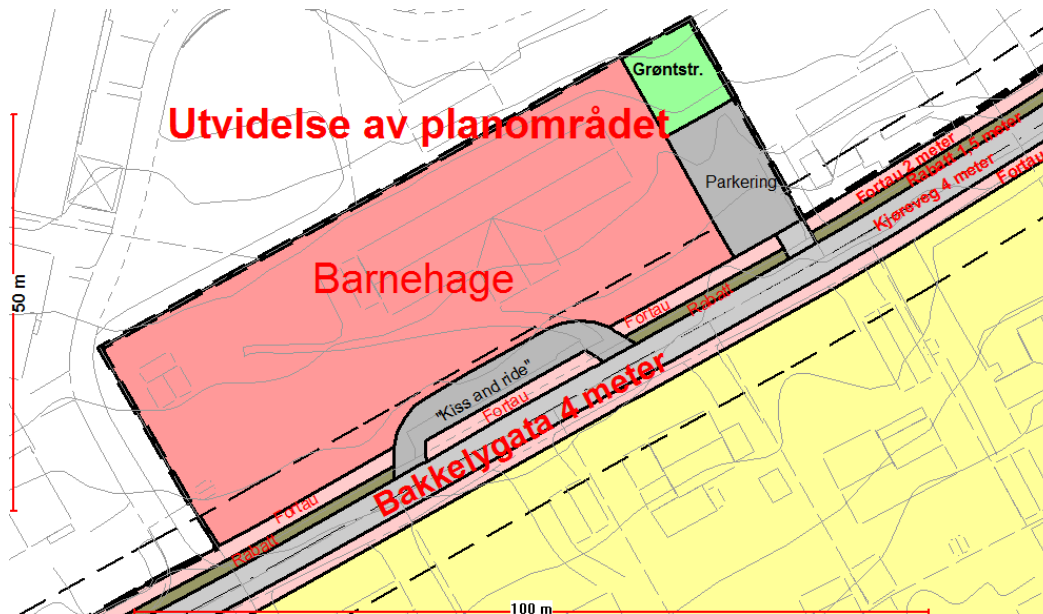 Grøntstr.
Utvidelse av planområdet
Fortau 2 meter
Rabatt 1,5 meter
Kjøreveg 4 meter
Fortau
Parkering
Barnehage
50 m
Fortau
Rabatt
"Kiss and ride"
Fortau
Bakkelygata 4 meter
Fortau
Rabatt
100 m